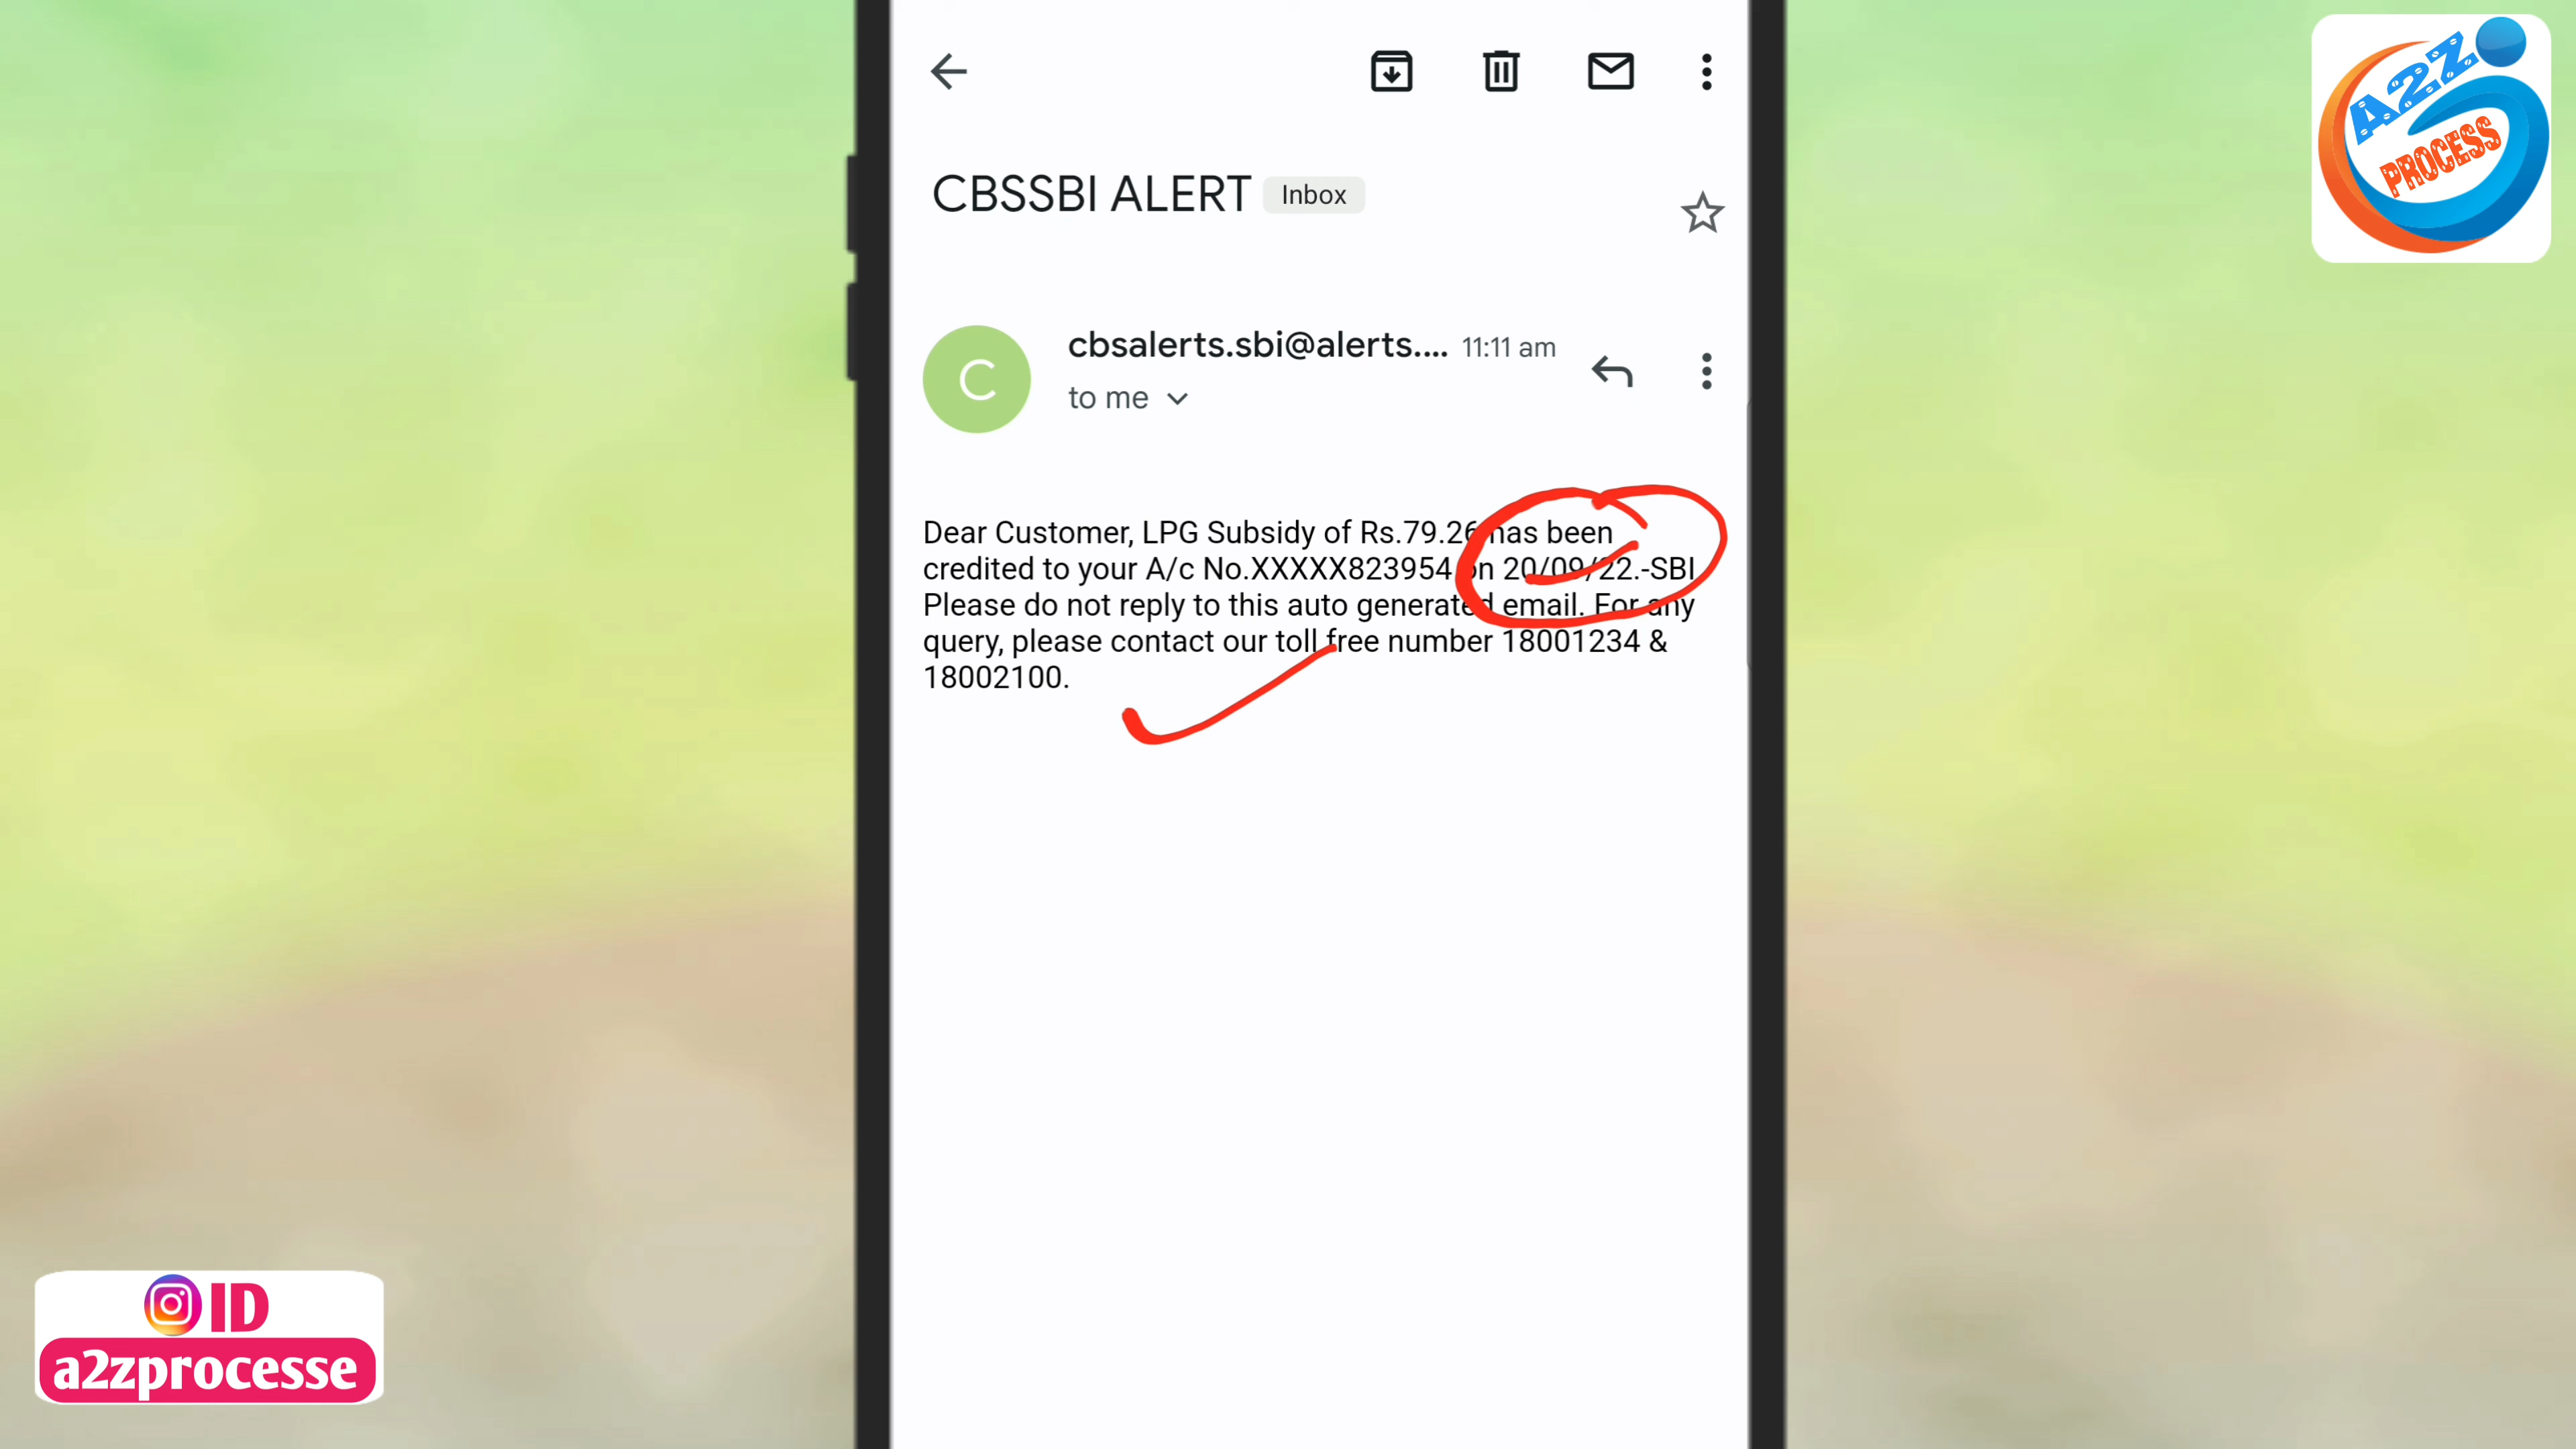 A2Z
PROCESS
CBSSBI ALERT Inbox
C
cbsalerts.sbi@alerts.... 11:11 am
to me
Dear Customer, LPG Subsidy of Rs.79.26 has been
credited to your A/c No.XXXXX823954 on 20/09/22.-SBI
Please do not reply to this auto generated email. For any
query, please contact our toll free number 18001234 &
18002100.
ID
a2zprocesse